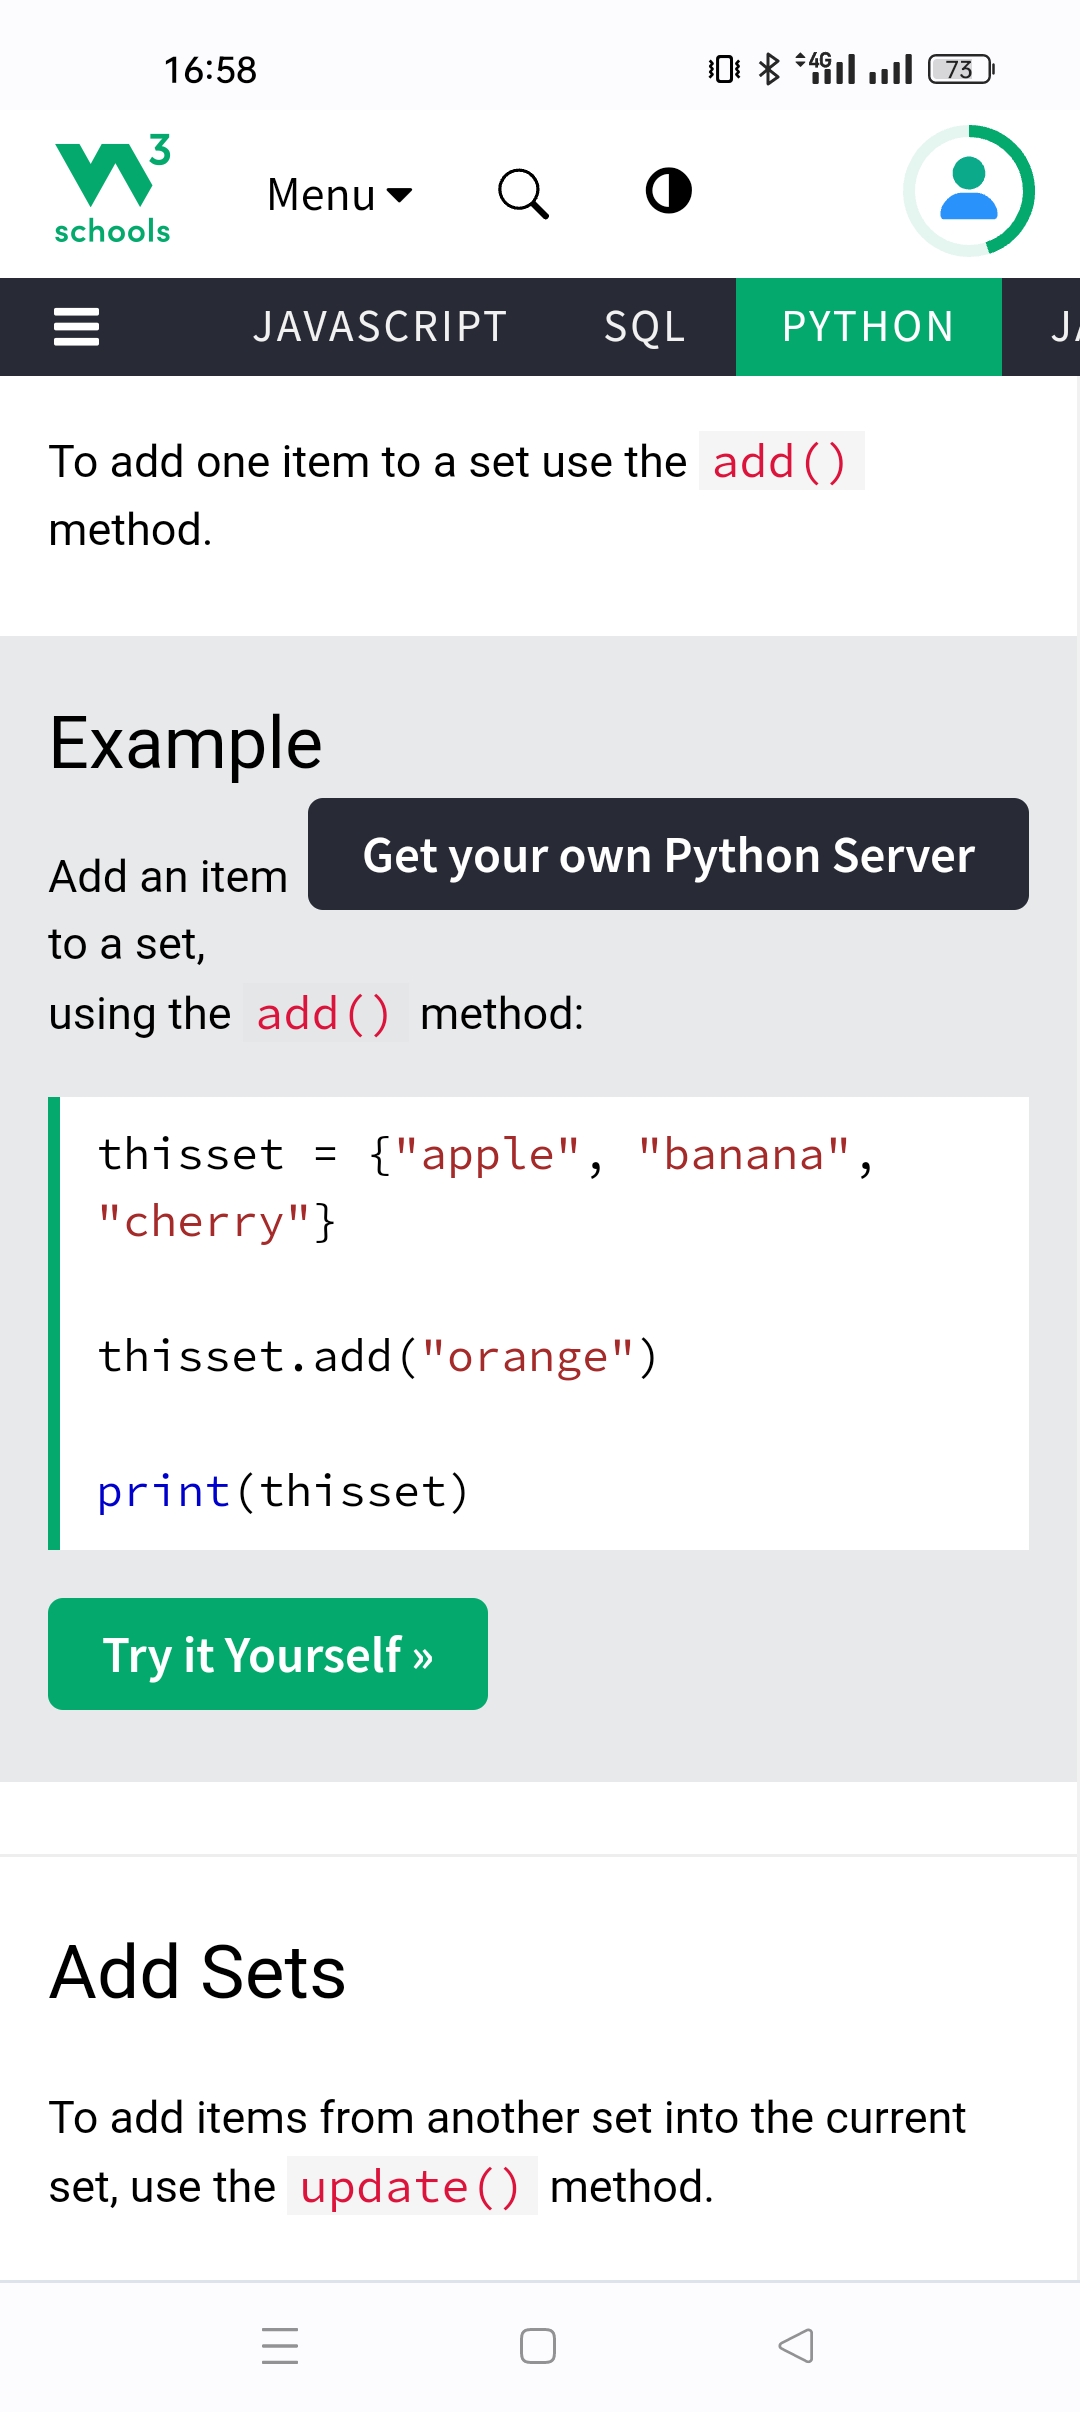 16:58
4G
73
W3
schools
Menu
JAVASCRIPT SQL PYTHON
To add one item to a set use the add()
method.
Example
Get your own Python Server
Add an item
to a set,
using the add() method:
thisset = {"apple", "banana",
"cherry"}
thisset.add("orange")
print(thisset)
Try it Yourself »
Add Sets
To add items from another set into the current
set, use the update() method.